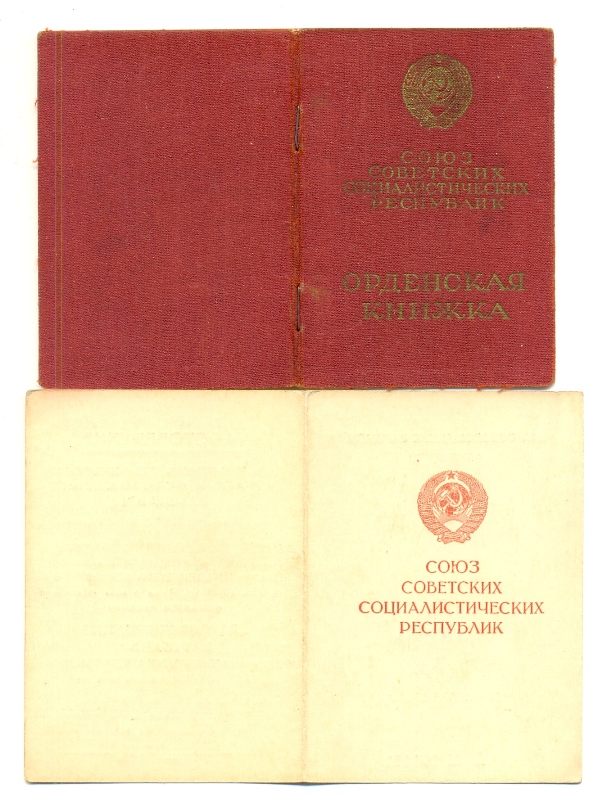 СОЮЗ
СОВЕТСКИХ
СОЦИАЛИСТИЧЕСКИХ
РЕСПУБЛИК
ОРДЕНСКАЯ
КНИЖКА
СОЮЗ
СОВЕТСКИХ
СОЦИАЛИСТИЧЕСКИХ
РЕСПУБЛИК